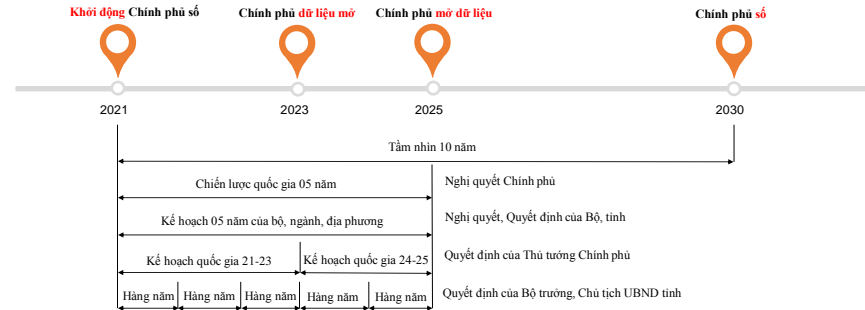 Khởi động Chính phủ số
Chính phủ dữ liệu mở
Chính phủ mở dữ liệu
Chính phủ số
2021
2023
2025
2030
Tầm nhìn 10 năm
Chiến lược quốc gia 05 năm
Nghị quyết Chính phủ
Kế hoạch 05 năm của bộ, ngành, địa phương
Nghị quyết, Quyết định của Bộ, tỉnh
Kế hoạch quốc gia 21-23
Kế hoạch quốc gia 24-25
Quyết định của Thủ tướng Chính phủ
Hàng năm
Hàng năm
Hàng năm
Hàng năm
Hàng năm
Quyết định của Bộ trưởng, Chủ tịch UBND tỉnh